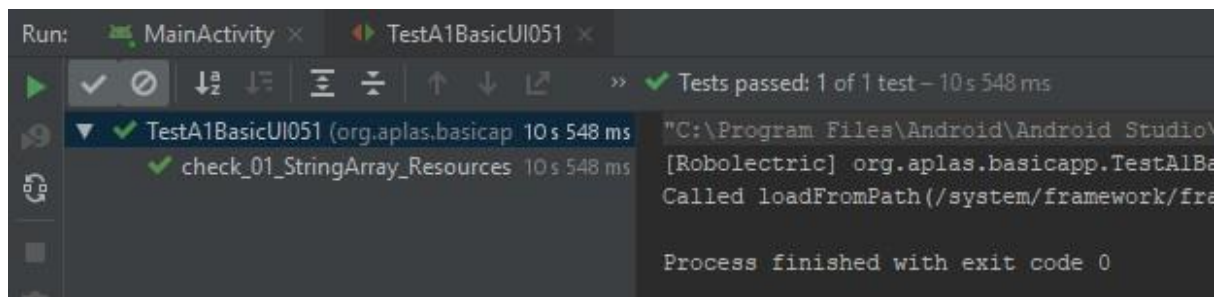 Run: MainActivity TestA1BasicUI051
Tests passed: 1 of 1 test – 10 s 548 ms
TestA1BasicUI051 (org.aplas.basicap 10 s 548 ms
check_01_StringArray_Resources 10 s 548 ms
"C:\Program Files\Android\Android Studio\
[Robolectric] org.aplas.basicapp.TestA1Ba
Called loadFromPath(/system/framework/fra
Process finished with exit code 0